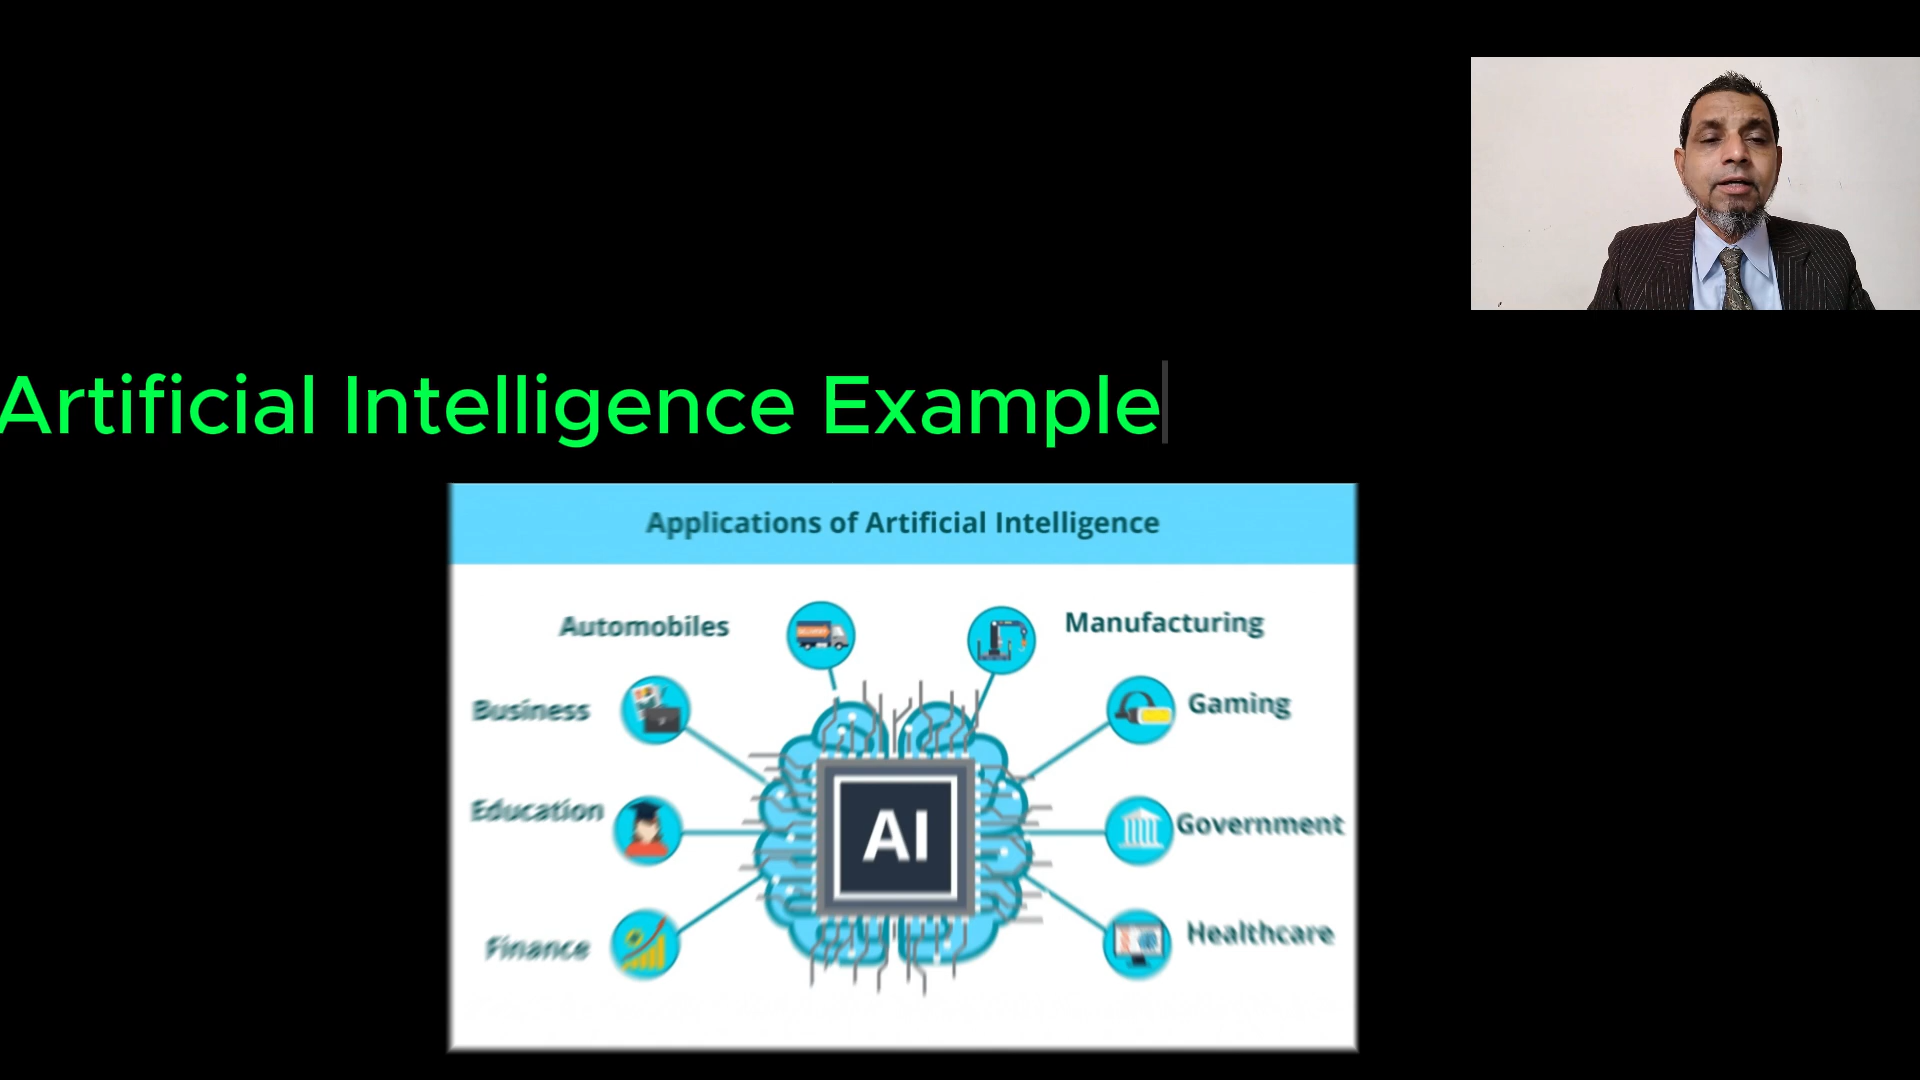 Artificial Intelligence Example
Applications of Artificial Intelligence
Automobiles
Manufacturing
Business
Gaming
Education
Government
AI
Finance
Healthcare